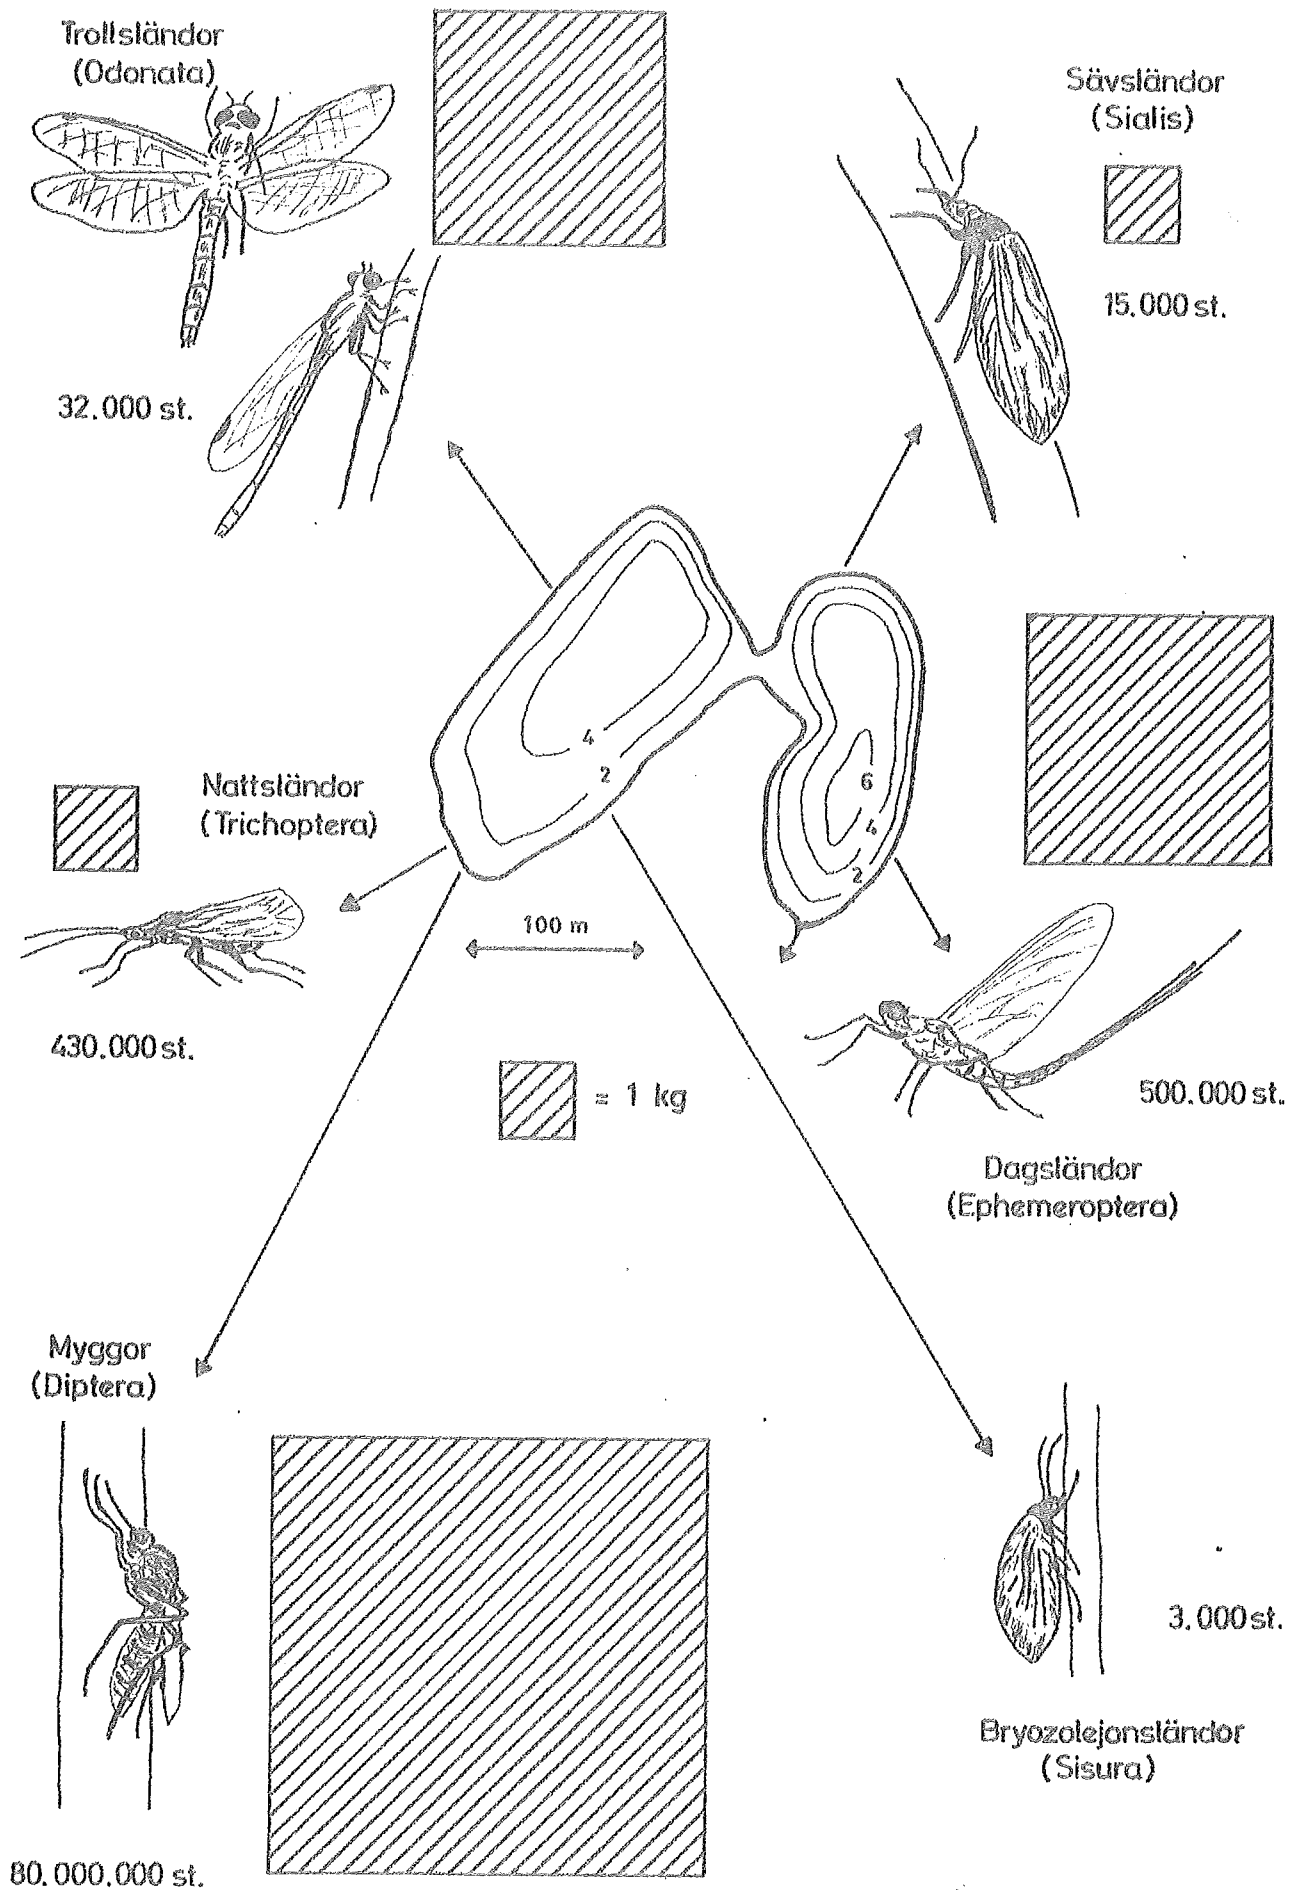 Trollsländor
(Odonata)
32.000 st.
Sävsländor
(Sialis)
15.000 st.
4
2
6
4
2
Nattsländor
(Trichoptera)
430.000 st.
100 m
= 1 kg
500.000 st.
Dagsländor
(Ephemeroptera)
Myggor
(Diptera)
80.000.000 st.
3.000 st.
Bryozolejonsländor
(Sisura)